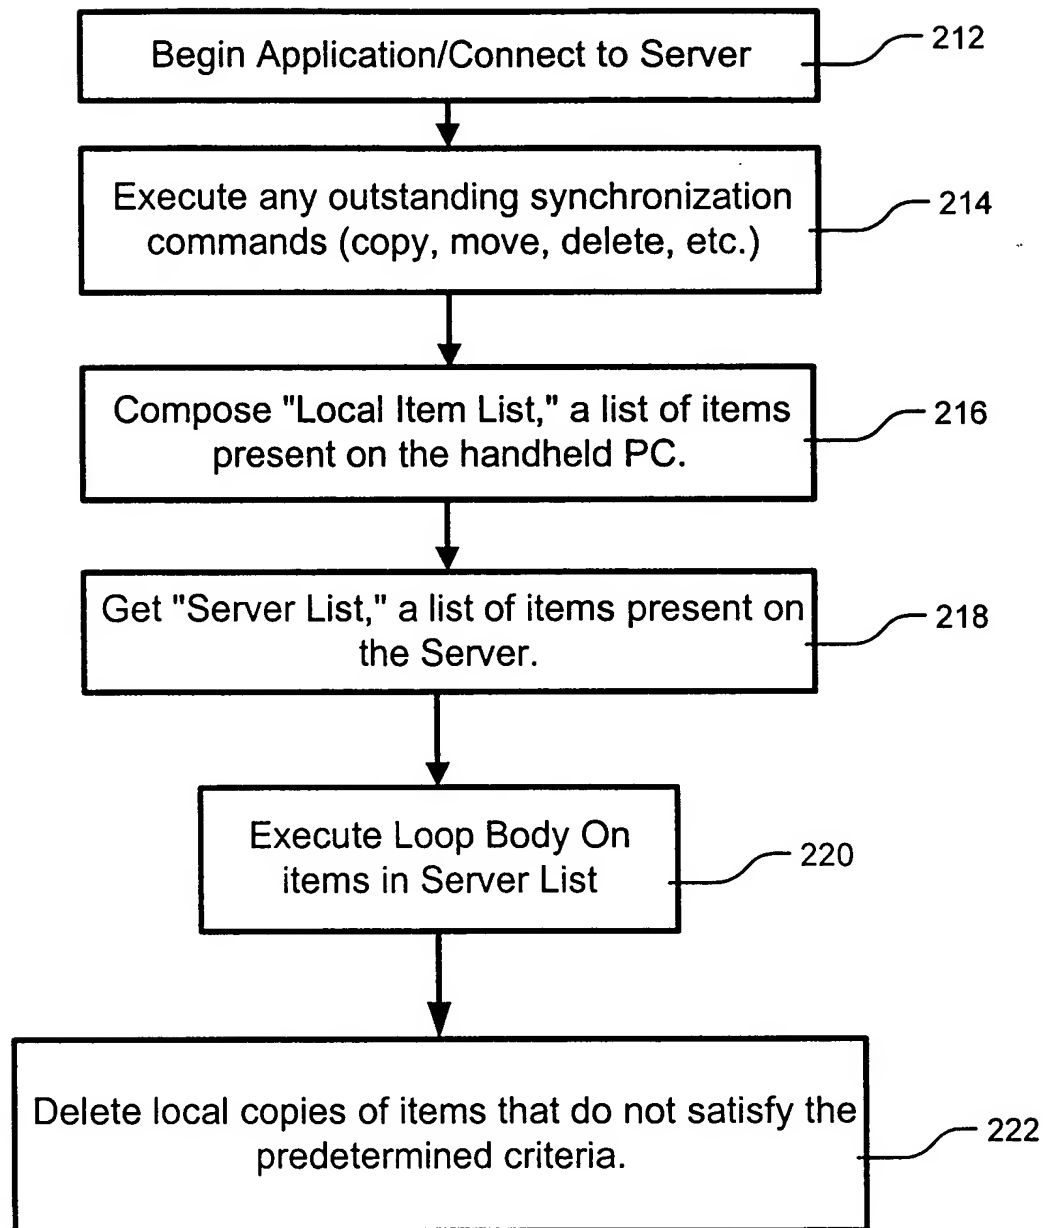 Begin Application/Connect to Server
212
Execute any outstanding synchronization
commands (copy, move, delete, etc.)
214
Compose "Local Item List," a list of items
present on the handheld PC.
216
Get "Server List," a list of items present on
the Server.
218
Execute Loop Body On
items in Server List
220
Delete local copies of items that do not satisfy the
predetermined criteria.
222